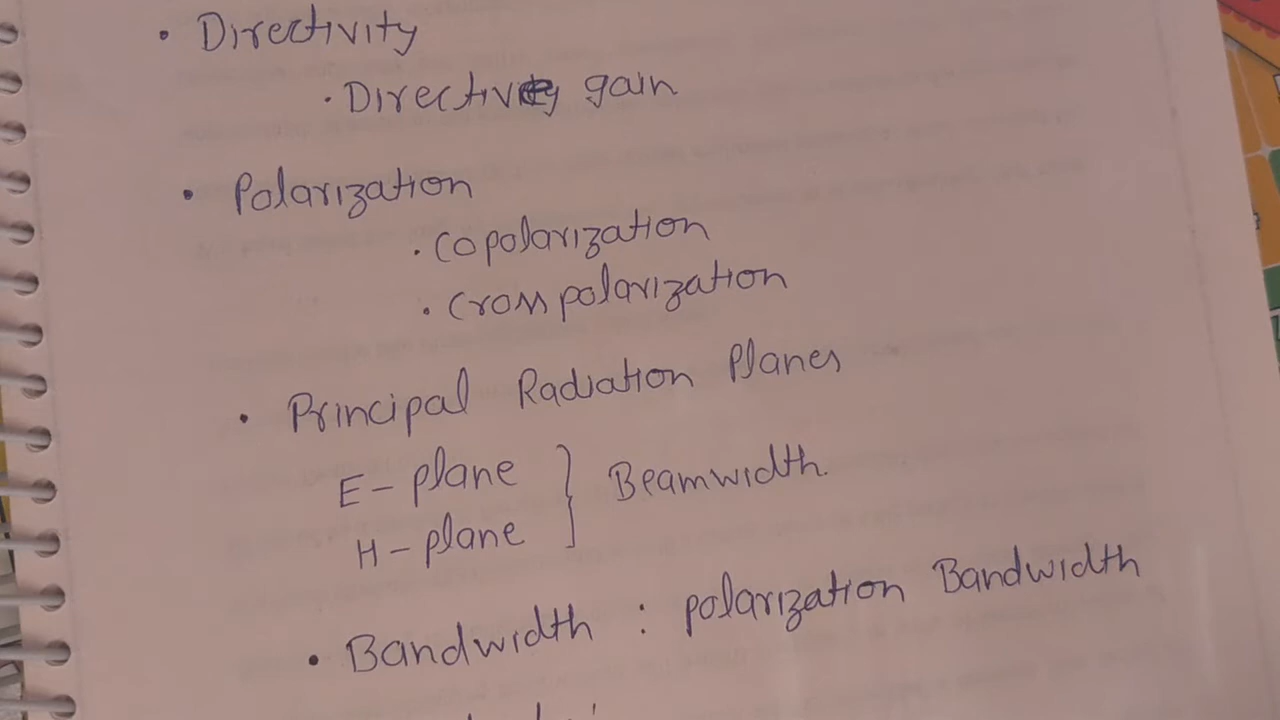 • Directivity
• Directivity gain
• Polarization
• copolarization
• cross polarization
• Principal Radiation Planes
E - plane } Beamwidth.
H - plane
• Bandwidth : polarization Bandwidth